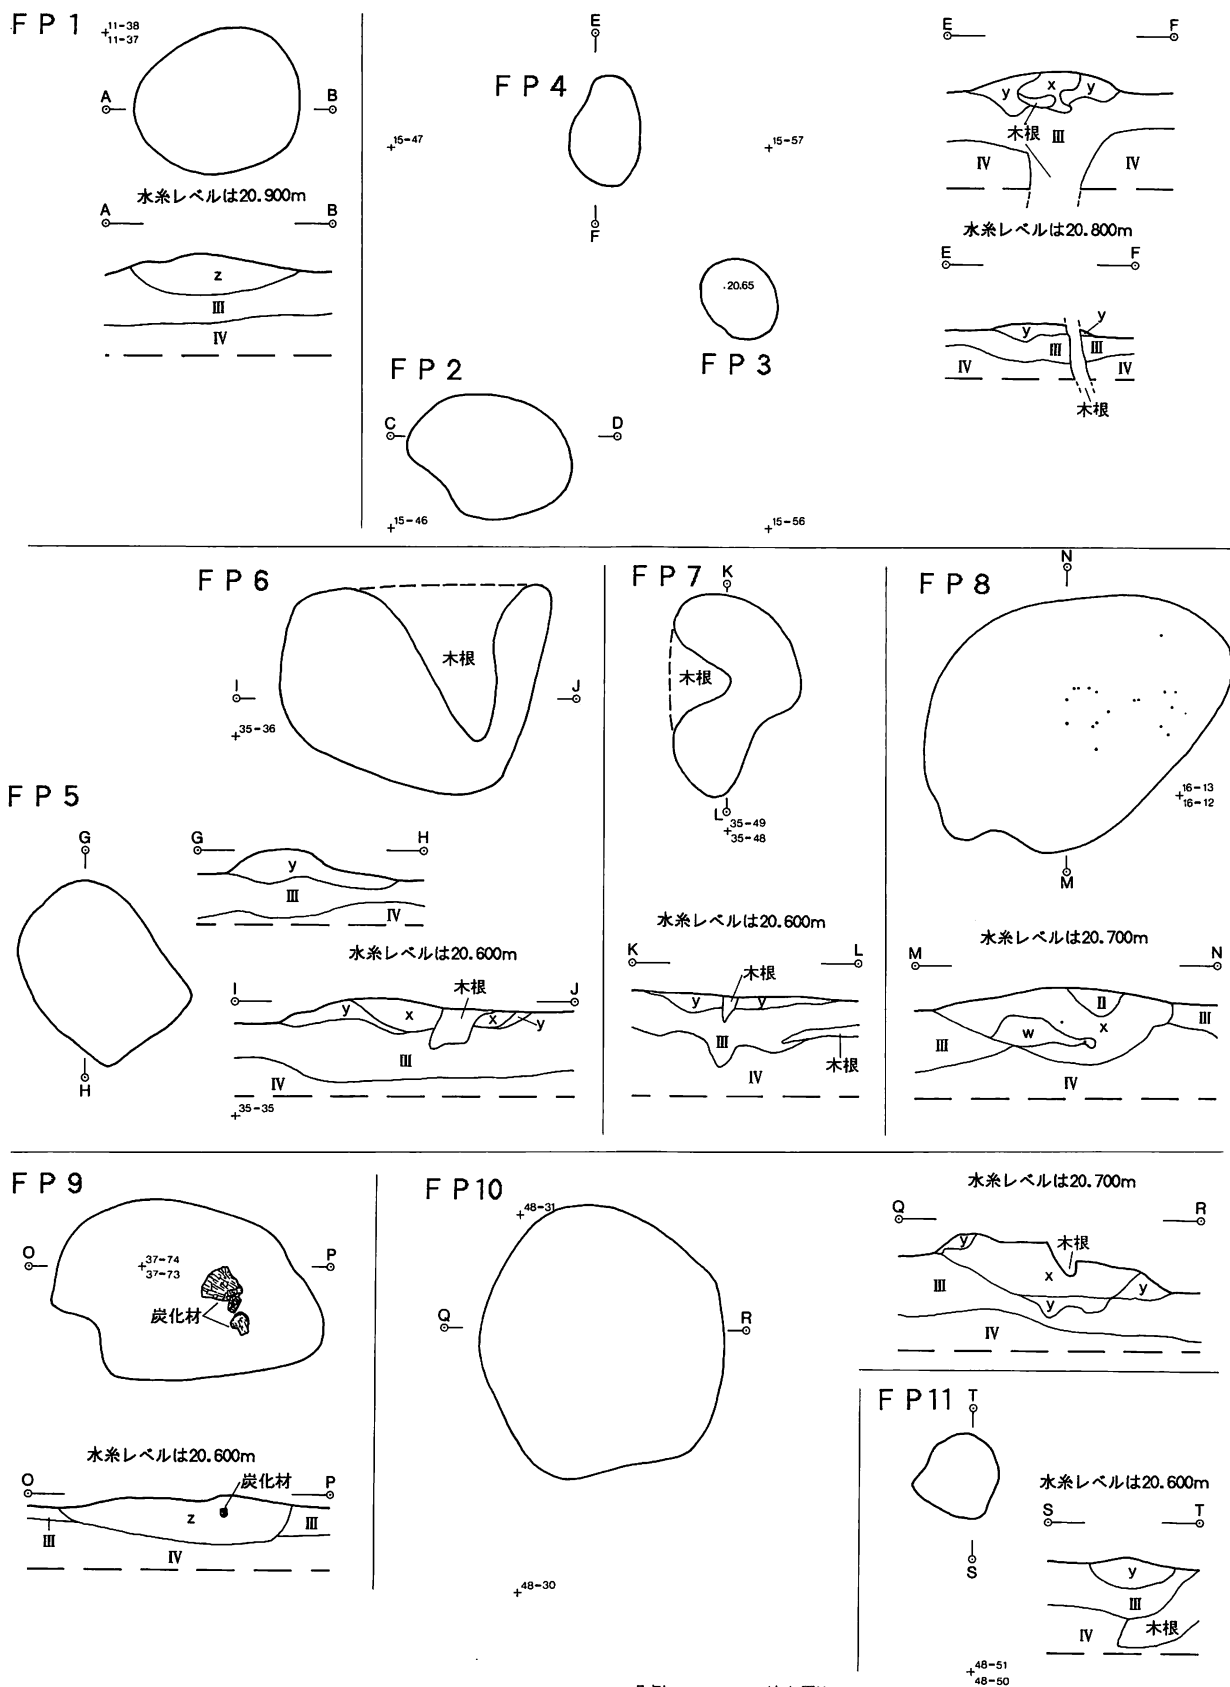 FP1
11-38
11-37
A
B
水糸レベルは20.900m
A
B
z
III
IV
E
FP4
15-47
15-57
F
20.65
FP3
FP2
C
D
15-46
15-56
E
F
y
x
y
木根
III
IV
IV
水糸レベルは20.800m
E
F
y
y
III
III
IV
IV
木根
FP6
木根
I
J
35-36
FP5
G
H
G
H
y
III
IV
水糸レベルは20.600m
I
J
木根
y
x
x
y
III
IV
35-35
FP7
K
木根
L
35-49
35-48
水糸レベルは20.600m
K
L
木根
y
y
III
木根
IV
FP8
N
16-13
16-12
M
水糸レベルは20.700m
M
N
II
III
w
x
III
IV
FP9
O
P
37-74
37-73
炭化材
水糸レベルは20.600m
O
P
炭化材
z
III
III
IV
FP10
48-31
Q
R
48-30
水糸レベルは20.700m
Q
R
y
木根
x
III
y
y
IV
FP11
T
S
水糸レベルは20.600m
S
T
y
III
IV
木根
48-51
48-50